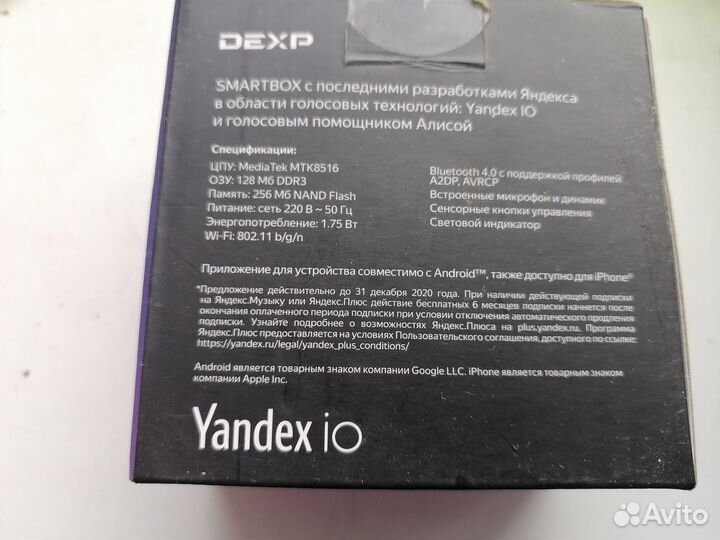 DEXP
SMARTBOX с последними разработками Яндекса
в области голосовых технологий: Yandex IO
и голосовым помощником Алисой
Спецификации:
ЦПУ: MediaTek MTK8516
ОЗУ: 128 Мб DDR3
Память: 256 Мб NAND Flash
Питание: сеть 220 В ~ 50 Гц
Энергопотребление: 1.75 Вт
Wi-Fi: 802.11 b/g/n
Bluetooth 4.0 с поддержкой профилей
A2DP, AVRCP
Встроенные микрофон и динамик
Сенсорные кнопки управления
Световой индикатор
Приложение для устройства совместимо с Android™, также доступно для iPhone®
*Предложение действительно до 31 декабря 2020 года. При наличии действующей подписки
на Яндекс.Музыку или Яндекс.Плюс действие бесплатных 6 месяцев подписки начнется после
окончания оплаченного периода подписки при условии отключения автоматического продления
подписки. Узнайте подробнее о возможностях Яндекс.Плюса на plus.yandex.ru. Программа
Яндекс.Плюс предоставляется на условиях Пользовательского соглашения, доступного по ссылке:
https://yandex.ru/legal/yandex_plus_conditions/
Android является товарным знаком компании Google LLC. iPhone является товарным знаком
компании Apple Inc.
Yandex io
Avito